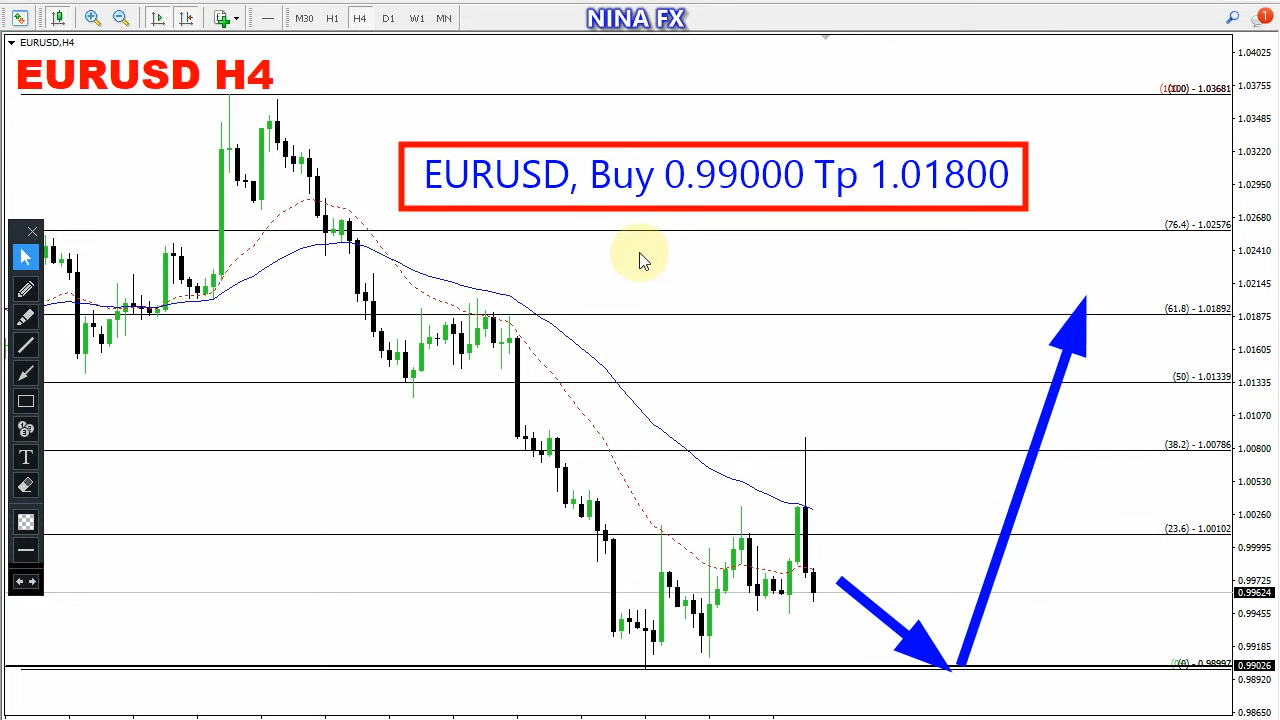 M30 H1 H4 D1 W1 MN
NINA FX
1
EURUSD,H4
EURUSD H4
EURUSD, Buy 0.99000 Tp 1.01800
(100) - 1.03681
(76.4) - 1.02576
(61.8) - 1.01892
(50) - 1.01339
(38.2) - 1.00786
(23.6) - 1.00102
(0) - 0.98997
T
1.04025
1.03755
1.03485
1.03220
1.02950
1.02680
1.02410
1.02145
1.01875
1.01605
1.01335
1.01070
1.00800
1.00530
1.00260
0.99995
0.99725
0.99624
0.99455
0.99185
0.99026
0.98920
0.98650